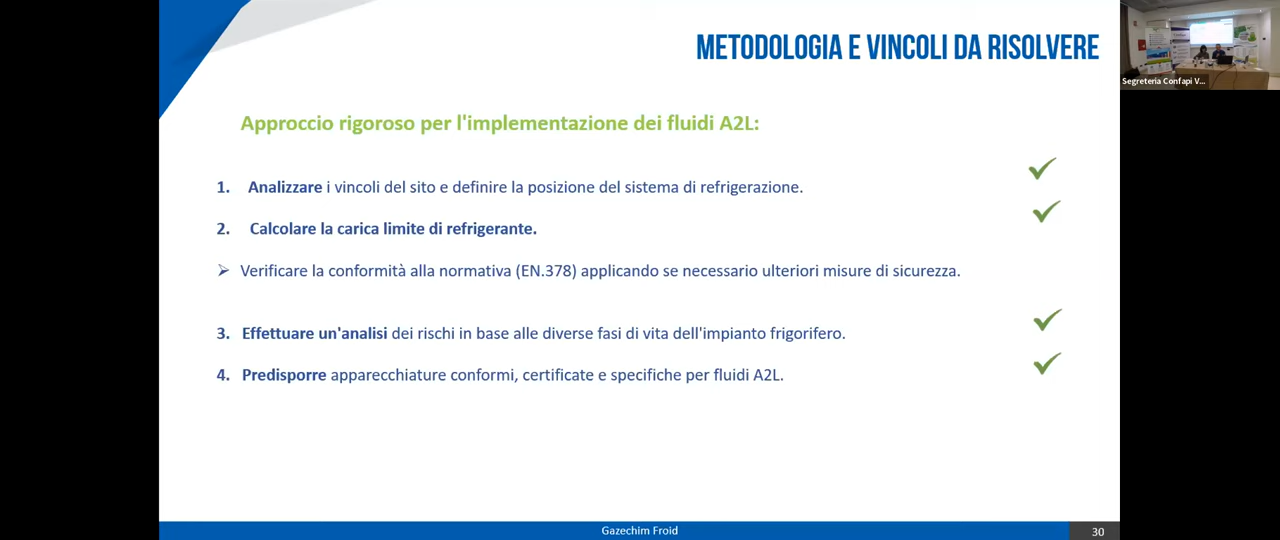 METODOLOGIA E VINCOLI DA RISOLVERE
Segreteria Confapi V...
Approccio rigoroso per l'implementazione dei fluidi A2L:
1. Analizzare i vincoli del sito e definire la posizione del sistema di refrigerazione.
2. Calcolare la carica limite di refrigerante.
➢ Verificare la conformità alla normativa (EN.378) applicando se necessario ulteriori misure di sicurezza.
3. Effettuare un'analisi dei rischi in base alle diverse fasi di vita dell'impianto frigorifero.
4. Predisporre apparecchiature conformi, certificate e specifiche per fluidi A2L.
Gazechim Froid
30